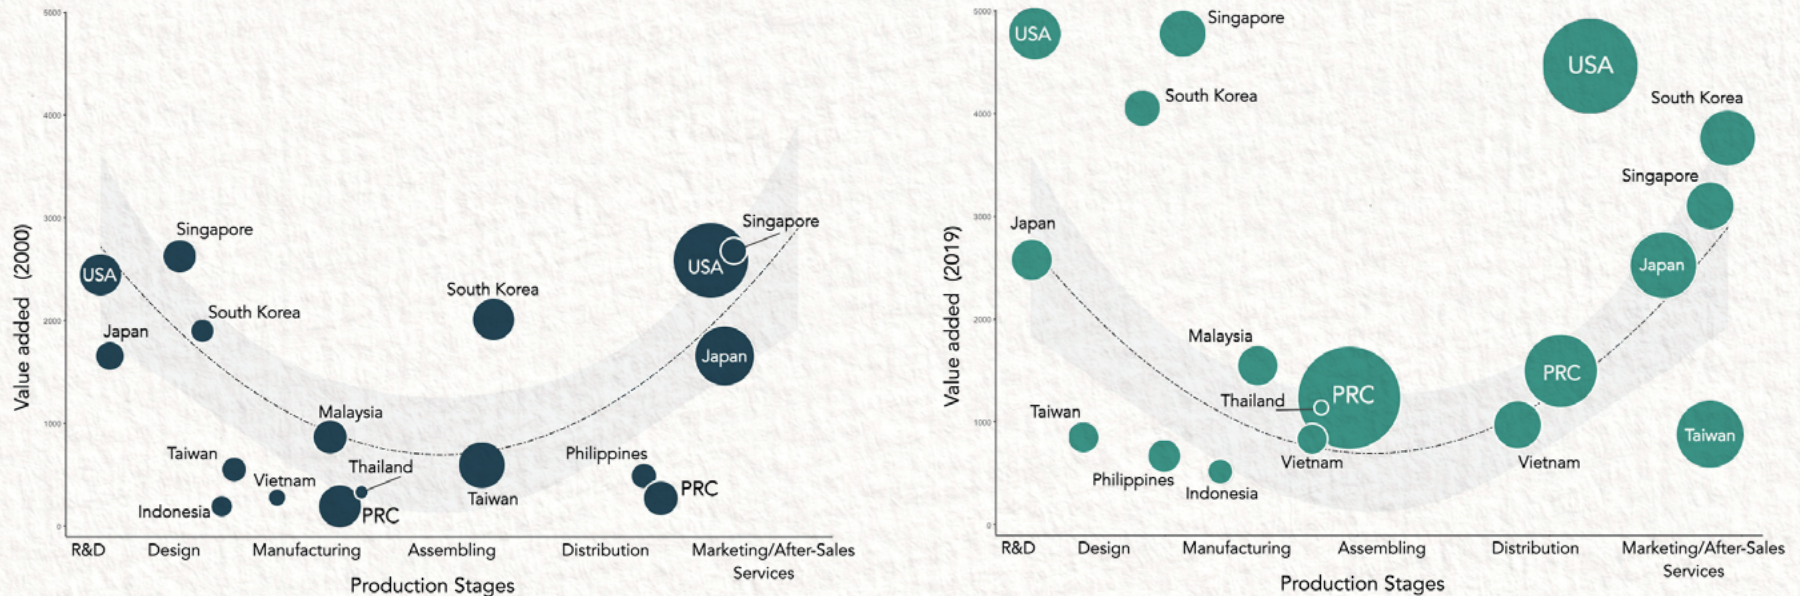 5000
4000
3000
2000
1000
0
Value added (2000)
Singapore
USA
South Korea
Japan
Malaysia
Taiwan
Thailand
Vietnam
Indonesia
PRC
South Korea
Taiwan
Philippines
PRC
Singapore
USA
Japan
R&D
Design
Manufacturing
Assembling
Distribution
Marketing/After-Sales
Services
Production Stages
5000
4000
3000
2000
1000
0
Value added (2019)
USA
Singapore
South Korea
Japan
Taiwan
Philippines
Indonesia
Malaysia
Thailand
PRC
Vietnam
USA
South Korea
Singapore
Japan
PRC
Vietnam
Taiwan
R&D
Design
Manufacturing
Assembling
Distribution
Marketing/After-Sales
Services
Production Stages